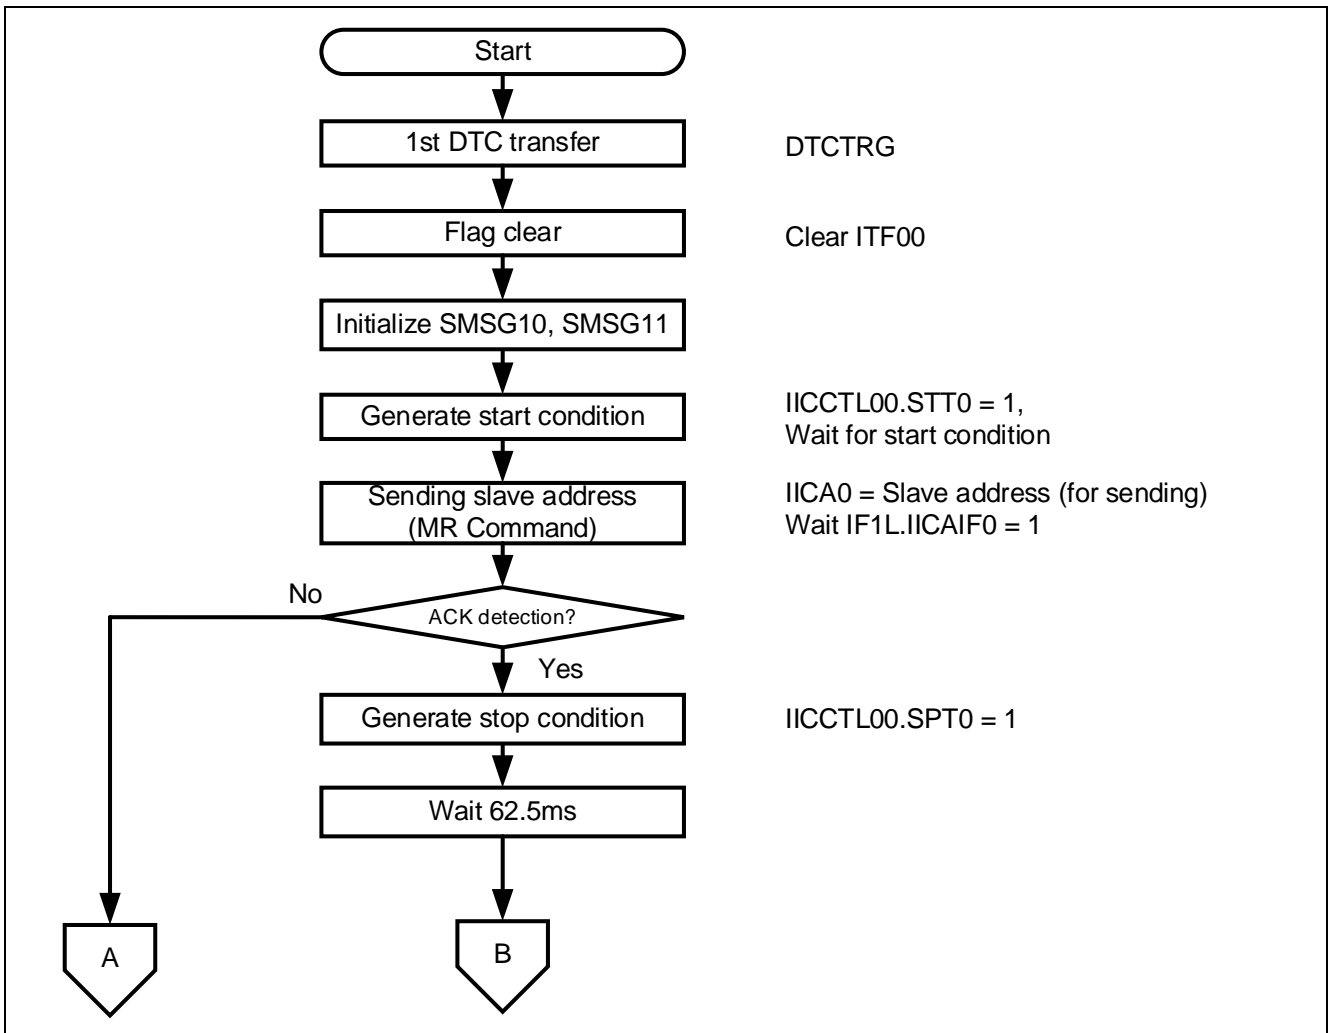 Start
1st DTC transfer
DTCTRG
Flag clear
Clear ITF00
Initialize SMSG10, SMSG11
Generate start condition
IICCTL00.STT0 = 1,
Wait for start condition
Sending slave address
(MR Command)
IICA0 = Slave address (for sending)
Wait IF1L.IICAIF0 = 1
No
ACK detection?
Yes
Generate stop condition
IICCTL00.SPT0 = 1
Wait 62.5ms
A
B